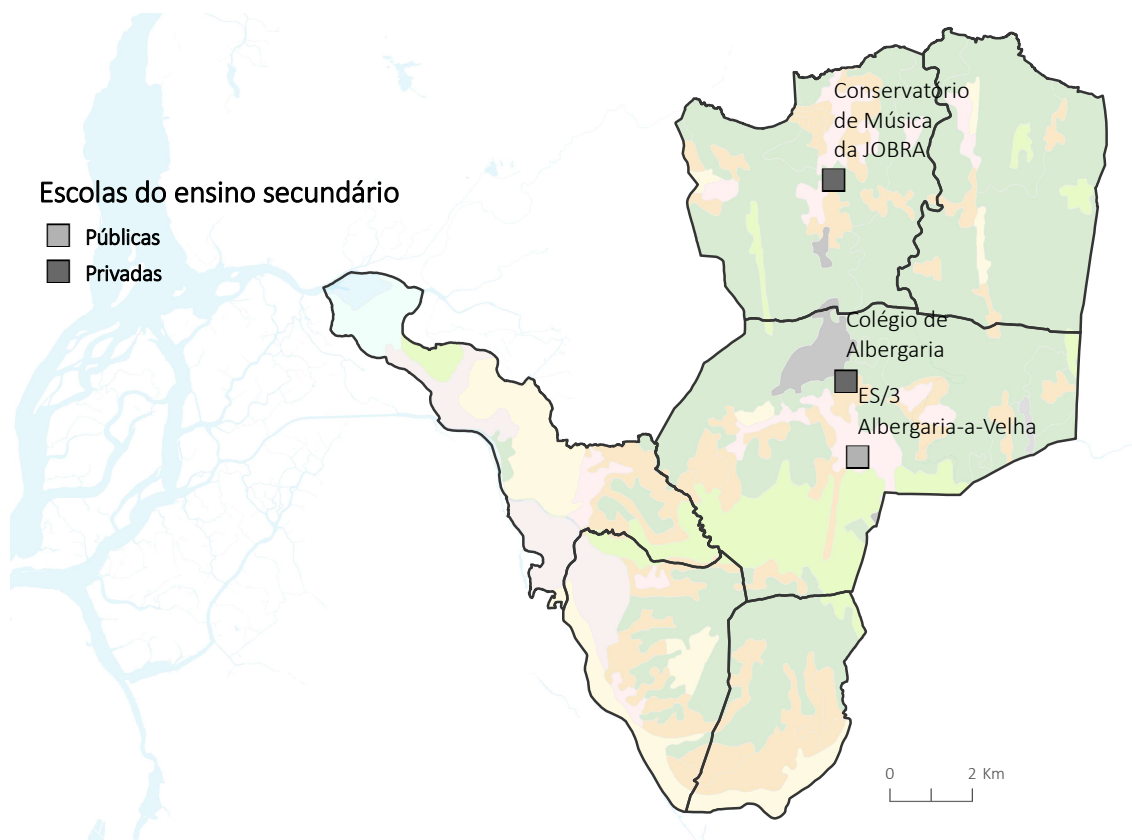 Escolas do ensino secundário
Públicas
Privadas
Conservatório
de Música
da JOBRA
Colégio de
Albergaria
ES/3
Albergaria-a-Velha
0 2 Km